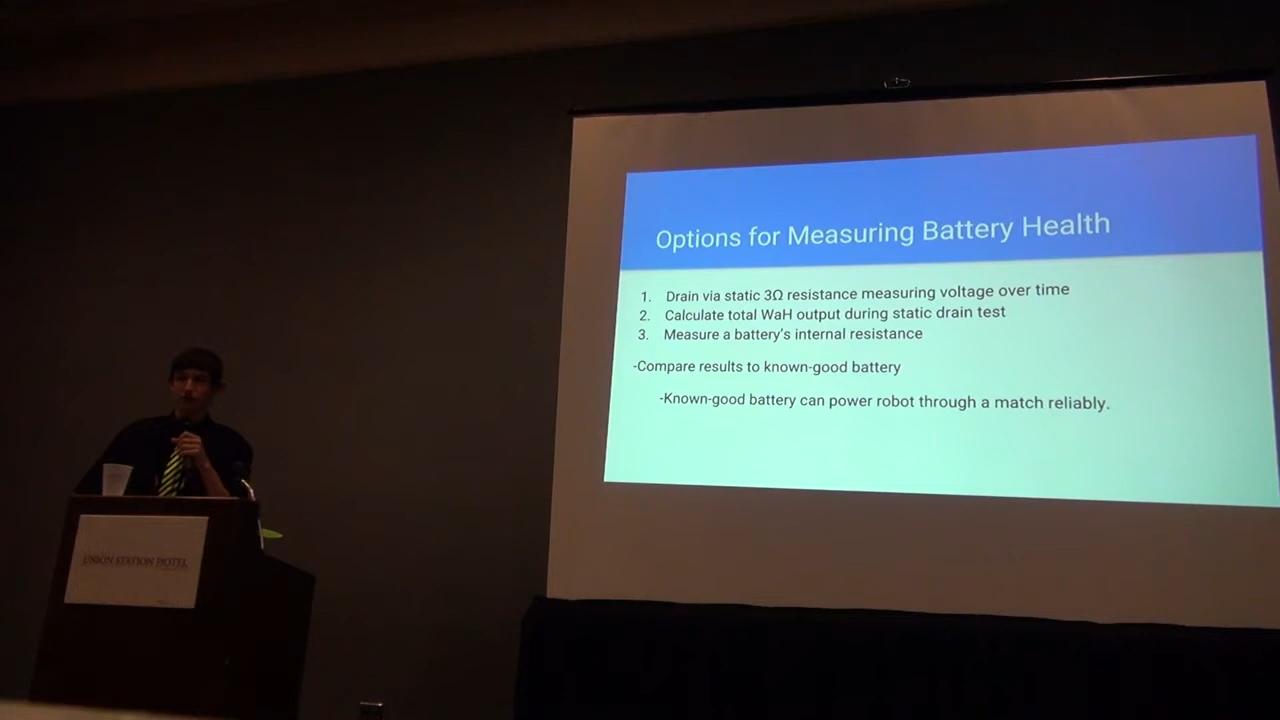 Options for Measuring Battery Health
1. Drain via static 3Ω resistance measuring voltage over time
2. Calculate total WaH output during static drain test
3. Measure a battery's internal resistance
-Compare results to known-good battery
-Known-good battery can power robot through a match reliably.
UNION STATION HOTEL